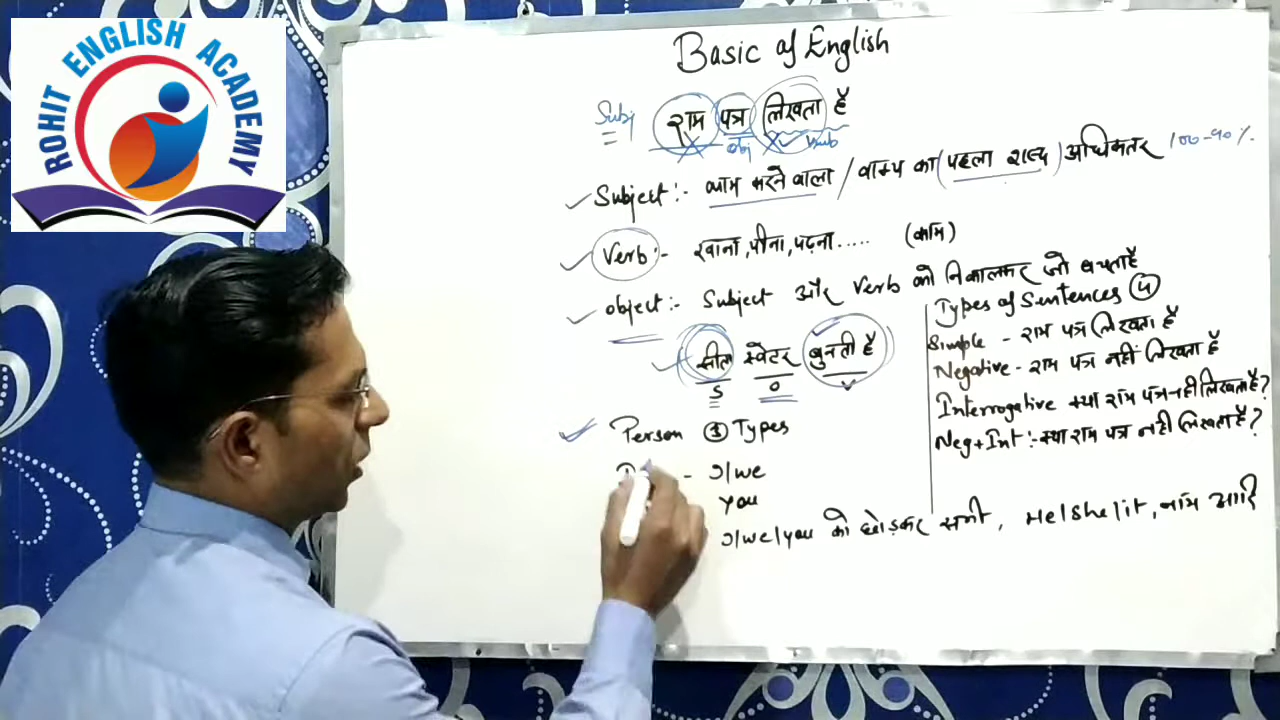 ROHIT ENGLISH ACADEMY
Basic of English
Subj राम पत्र लिखता है
obj Verb
Subject :- काम करने वाला / वाक्य का (पहला शब्द) अधिकतर 100-90%
Verb :- खाना, पीना, पढ़ना..... (काम)
object :- Subject और Verb को निकालकर जो बचता है
सीता स्वेटर बुनती है
S O
Person 3 Types
- I/we
you
I/we/you को छोड़कर सभी, He/She/it, नाम आदि
Types of Sentences 4
Simple - राम पत्र लिखता है
Negative - राम पत्र नहीं लिखता है
Interrogative क्या राम पत्र नही लिखता है?
Neg+Int :- क्या राम पत्र नही लिखता है?